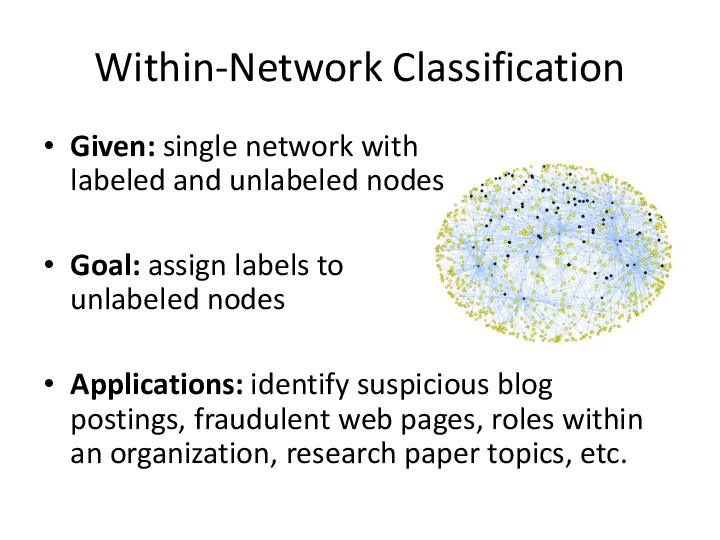 Within-Network Classification
• Given: single network with
labeled and unlabeled nodes
• Goal: assign labels to
unlabeled nodes
• Applications: identify suspicious blog
postings, fraudulent web pages, roles within
an organization, research paper topics, etc.